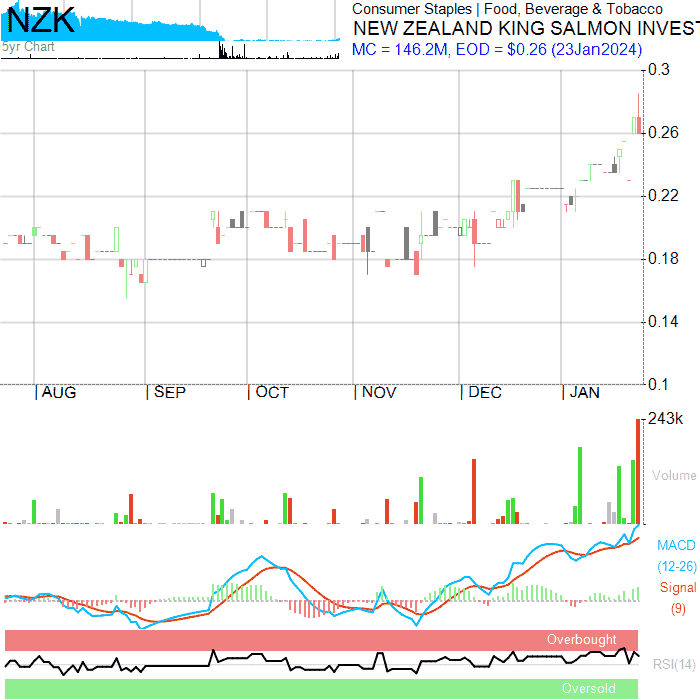 NZK
5yr Chart
Consumer Staples | Food, Beverage & Tobacco
NEW ZEALAND KING SALMON INVEST
MC = 146.2M, EOD = $0.26 (23Jan2024)
0.3
0.26
0.22
0.18
0.14
0.1
AUG SEP OCT NOV DEC JAN
243k
Volume
MACD
(12-26)
Signal
(9)
Overbought
RSI(14)
Oversold